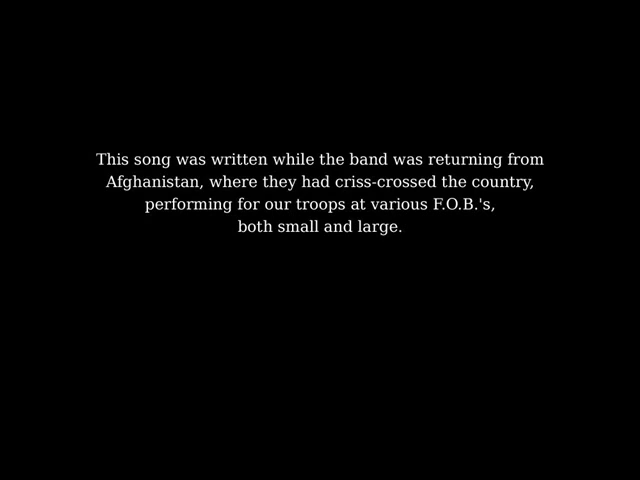 This song was written while the band was returning from
Afghanistan, where they had criss-crossed the country,
performing for our troops at various F.O.B.'s,
both small and large.